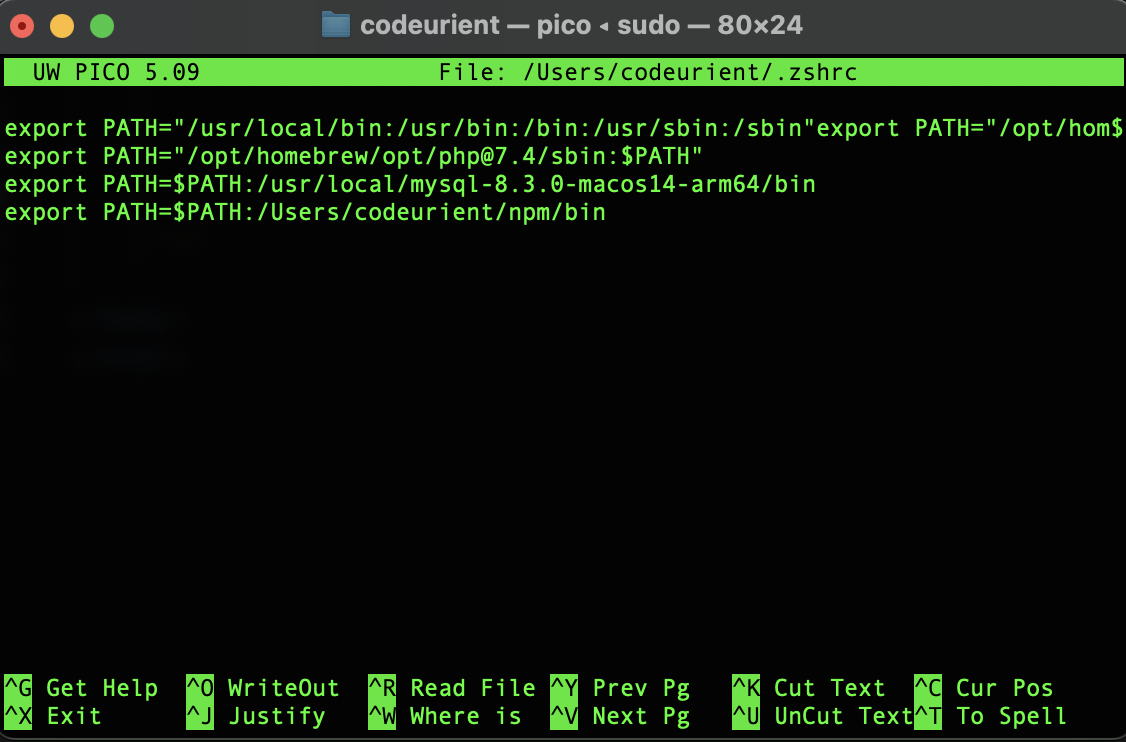 codeurient — pico ◂ sudo — 80×24
UW PICO 5.09 File: /Users/codeurient/.zshrc
export PATH="/usr/local/bin:/usr/bin:/bin:/usr/sbin:/sbin"export PATH="/opt/hom$
export PATH="/opt/homebrew/opt/php@7.4/sbin:$PATH"
export PATH=$PATH:/usr/local/mysql-8.3.0-macos14-arm64/bin
export PATH=$PATH:/Users/codeurient/npm/bin
^G Get Help ^O WriteOut ^R Read File ^Y Prev Pg ^K Cut Text ^C Cur Pos
^X Exit ^J Justify ^W Where is ^V Next Pg ^U UnCut Text ^T To Spell